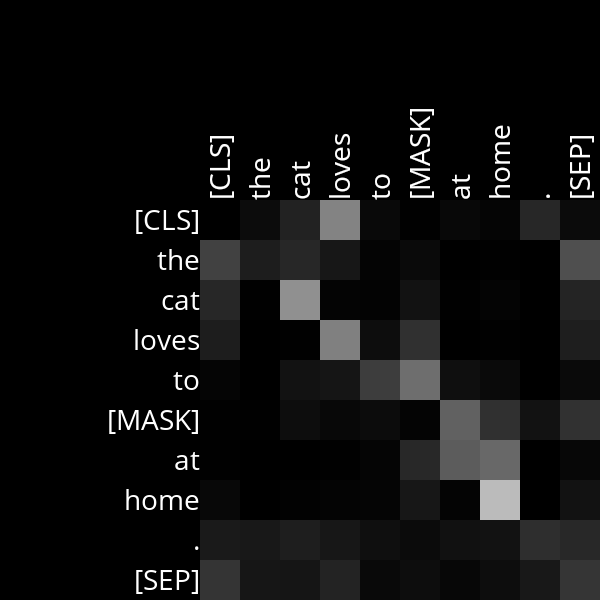 [CLS] the cat loves to [MASK] at home . [SEP]
[CLS]
the
cat
loves
to
[MASK]
at
home
.
[SEP]